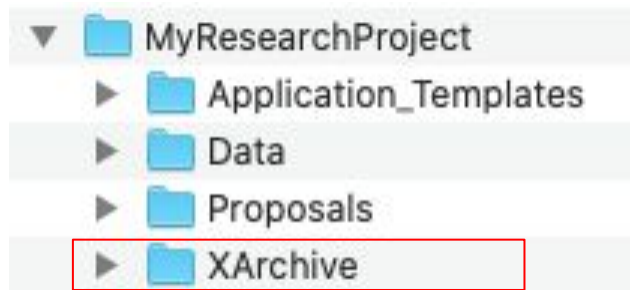 MyResearchProject
Application_Templates
Data
Proposals
XArchive